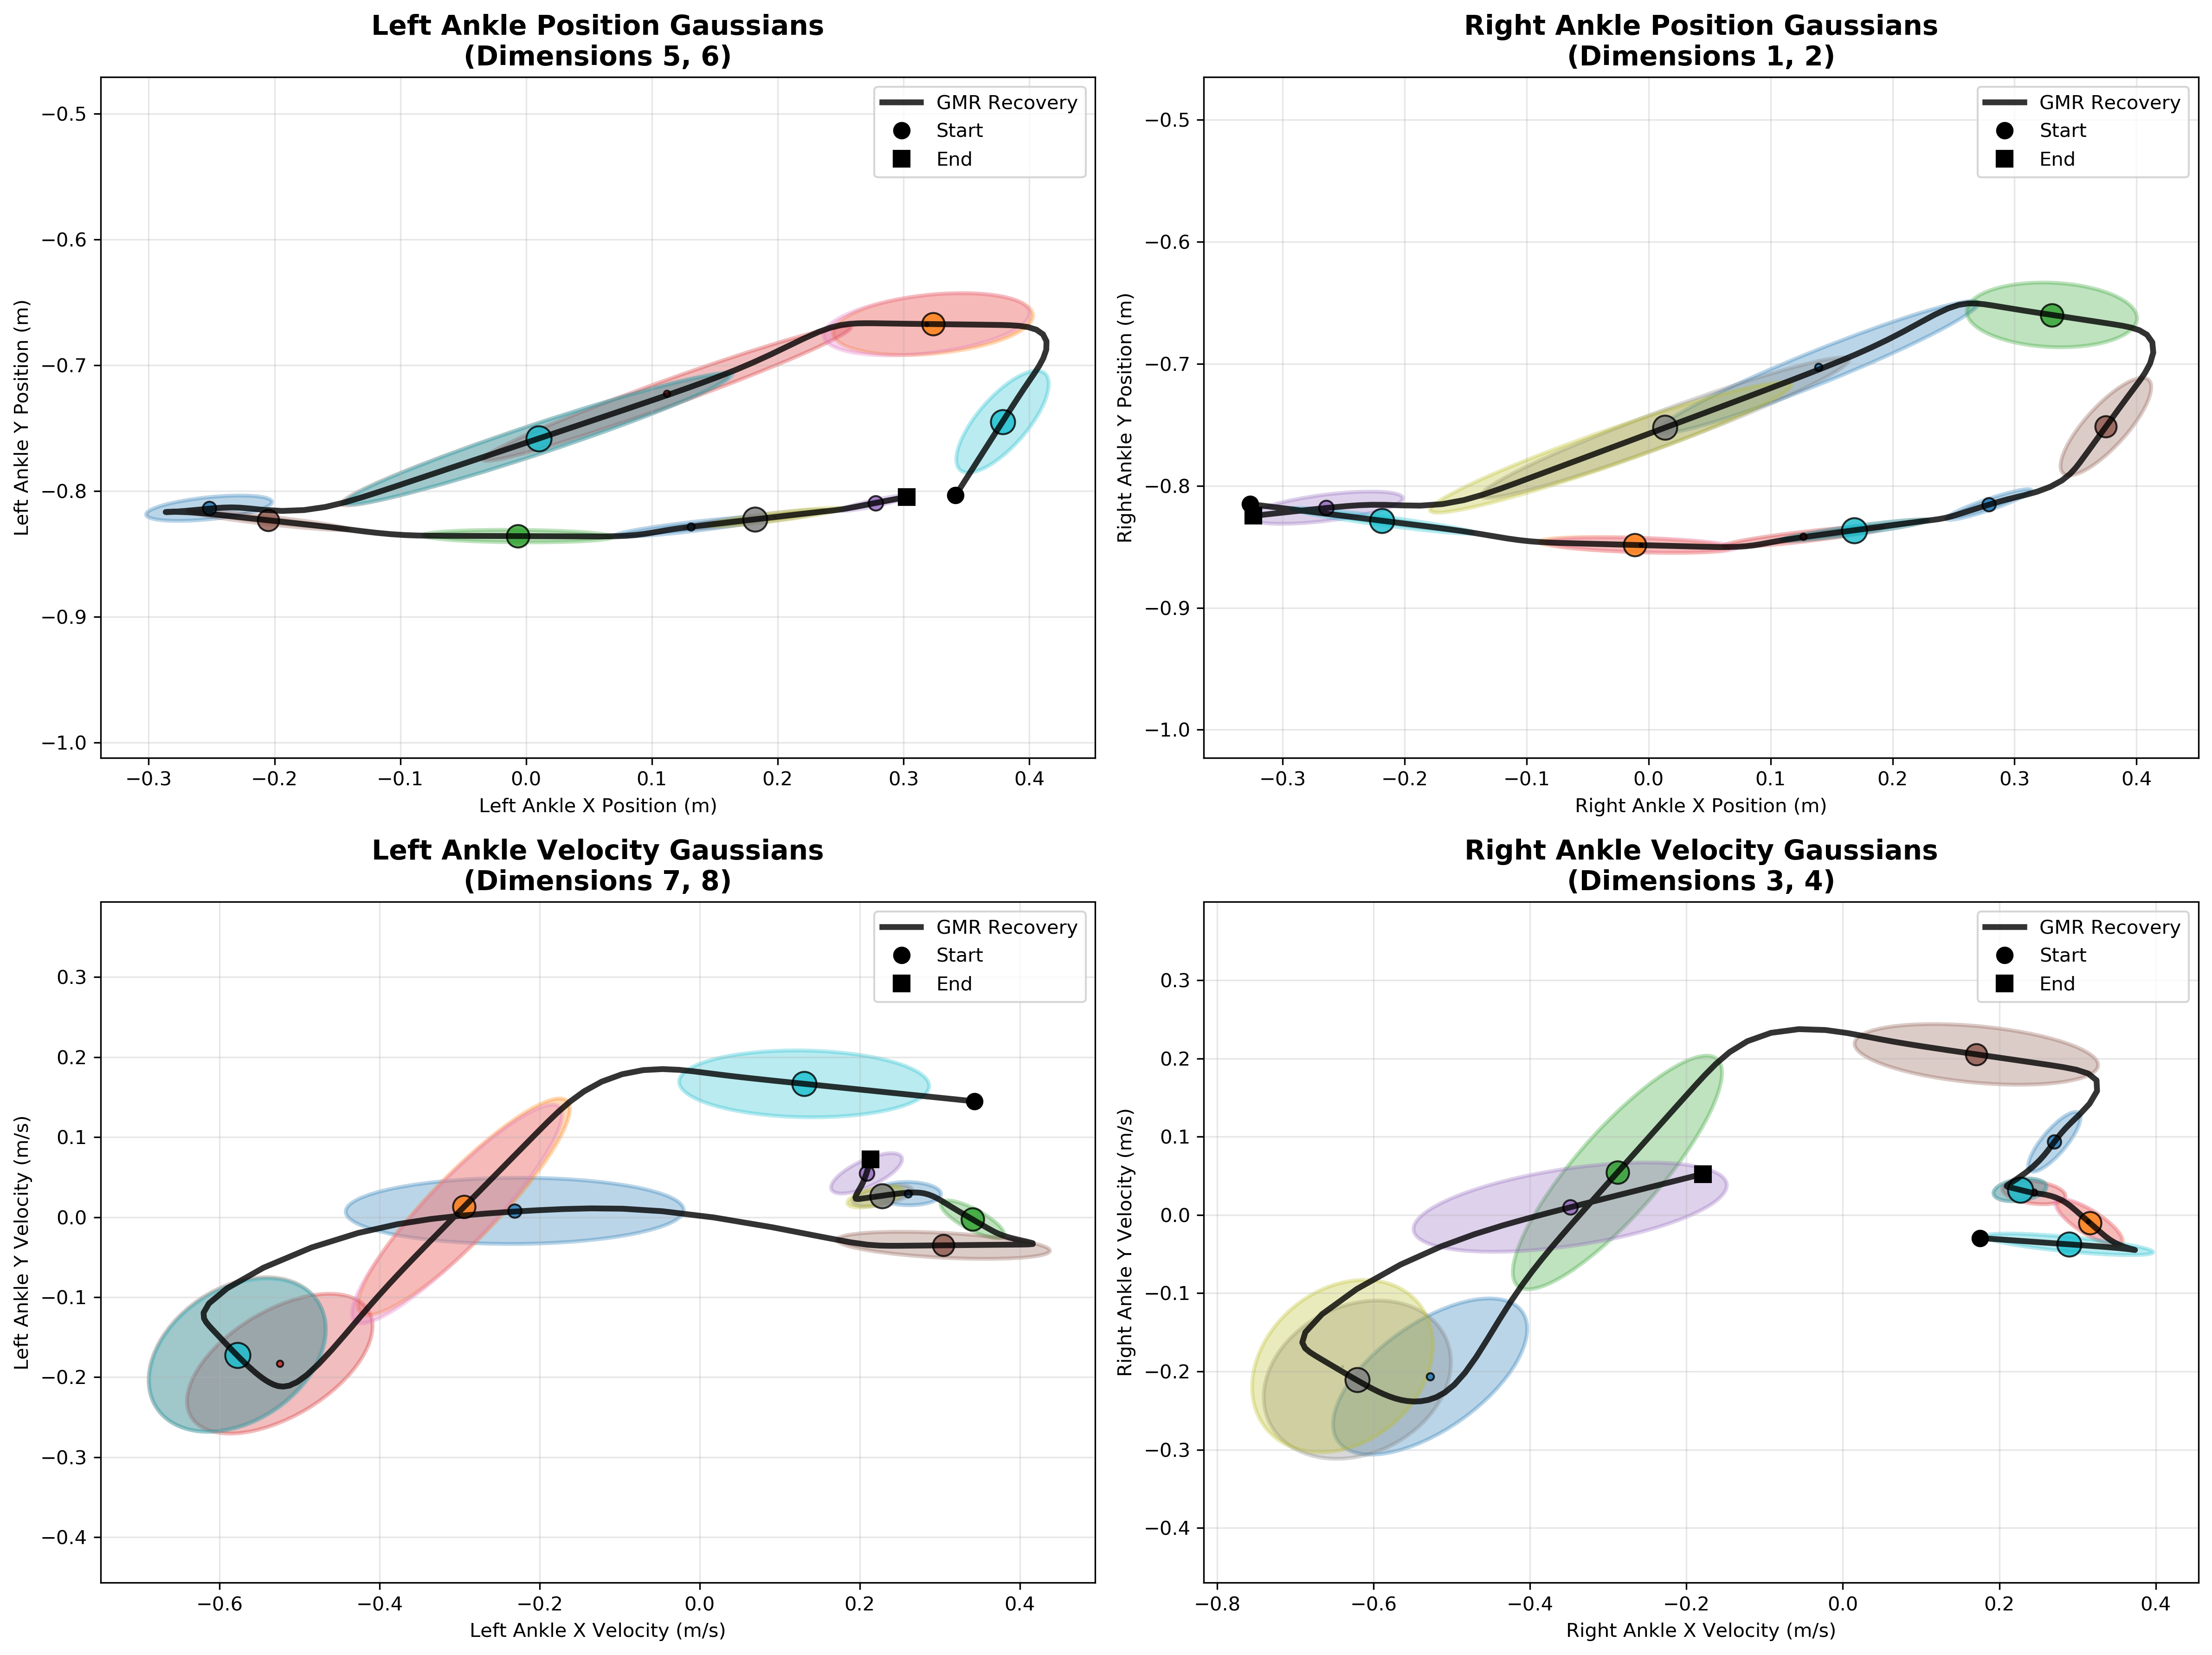 Left Ankle Position Gaussians
(Dimensions 5, 6)
GMR Recovery
Start
End
−0.5
−0.6
−0.7
−0.8
−0.9
−1.0
Left Ankle Y Position (m)
−0.3
−0.2
−0.1
0.0
0.1
0.2
0.3
0.4
Left Ankle X Position (m)
Right Ankle Position Gaussians
(Dimensions 1, 2)
GMR Recovery
Start
End
−0.5
−0.6
−0.7
−0.8
−0.9
−1.0
Right Ankle Y Position (m)
−0.3
−0.2
−0.1
0.0
0.1
0.2
0.3
0.4
Right Ankle X Position (m)
Left Ankle Velocity Gaussians
(Dimensions 7, 8)
GMR Recovery
Start
End
0.3
0.2
0.1
0.0
−0.1
−0.2
−0.3
−0.4
Left Ankle Y Velocity (m/s)
−0.6
−0.4
−0.2
0.0
0.2
0.4
Left Ankle X Velocity (m/s)
Right Ankle Velocity Gaussians
(Dimensions 3, 4)
GMR Recovery
Start
End
0.3
0.2
0.1
0.0
−0.1
−0.2
−0.3
−0.4
Right Ankle Y Velocity (m/s)
−0.8
−0.6
−0.4
−0.2
0.0
0.2
0.4
Right Ankle X Velocity (m/s)